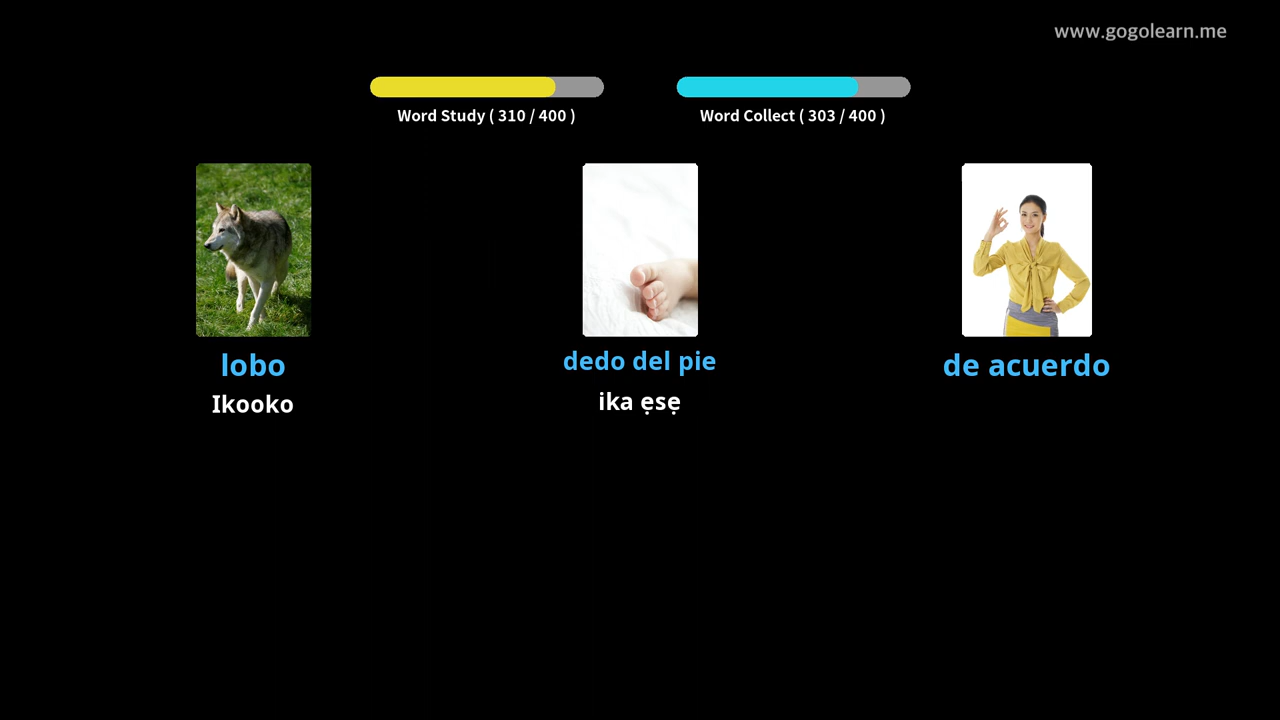 www.gogolearn.me
Word Study ( 310 / 400 )
Word Collect ( 303 / 400 )
lobo
Ikooko
dedo del pie
ika ẹsẹ
de acuerdo